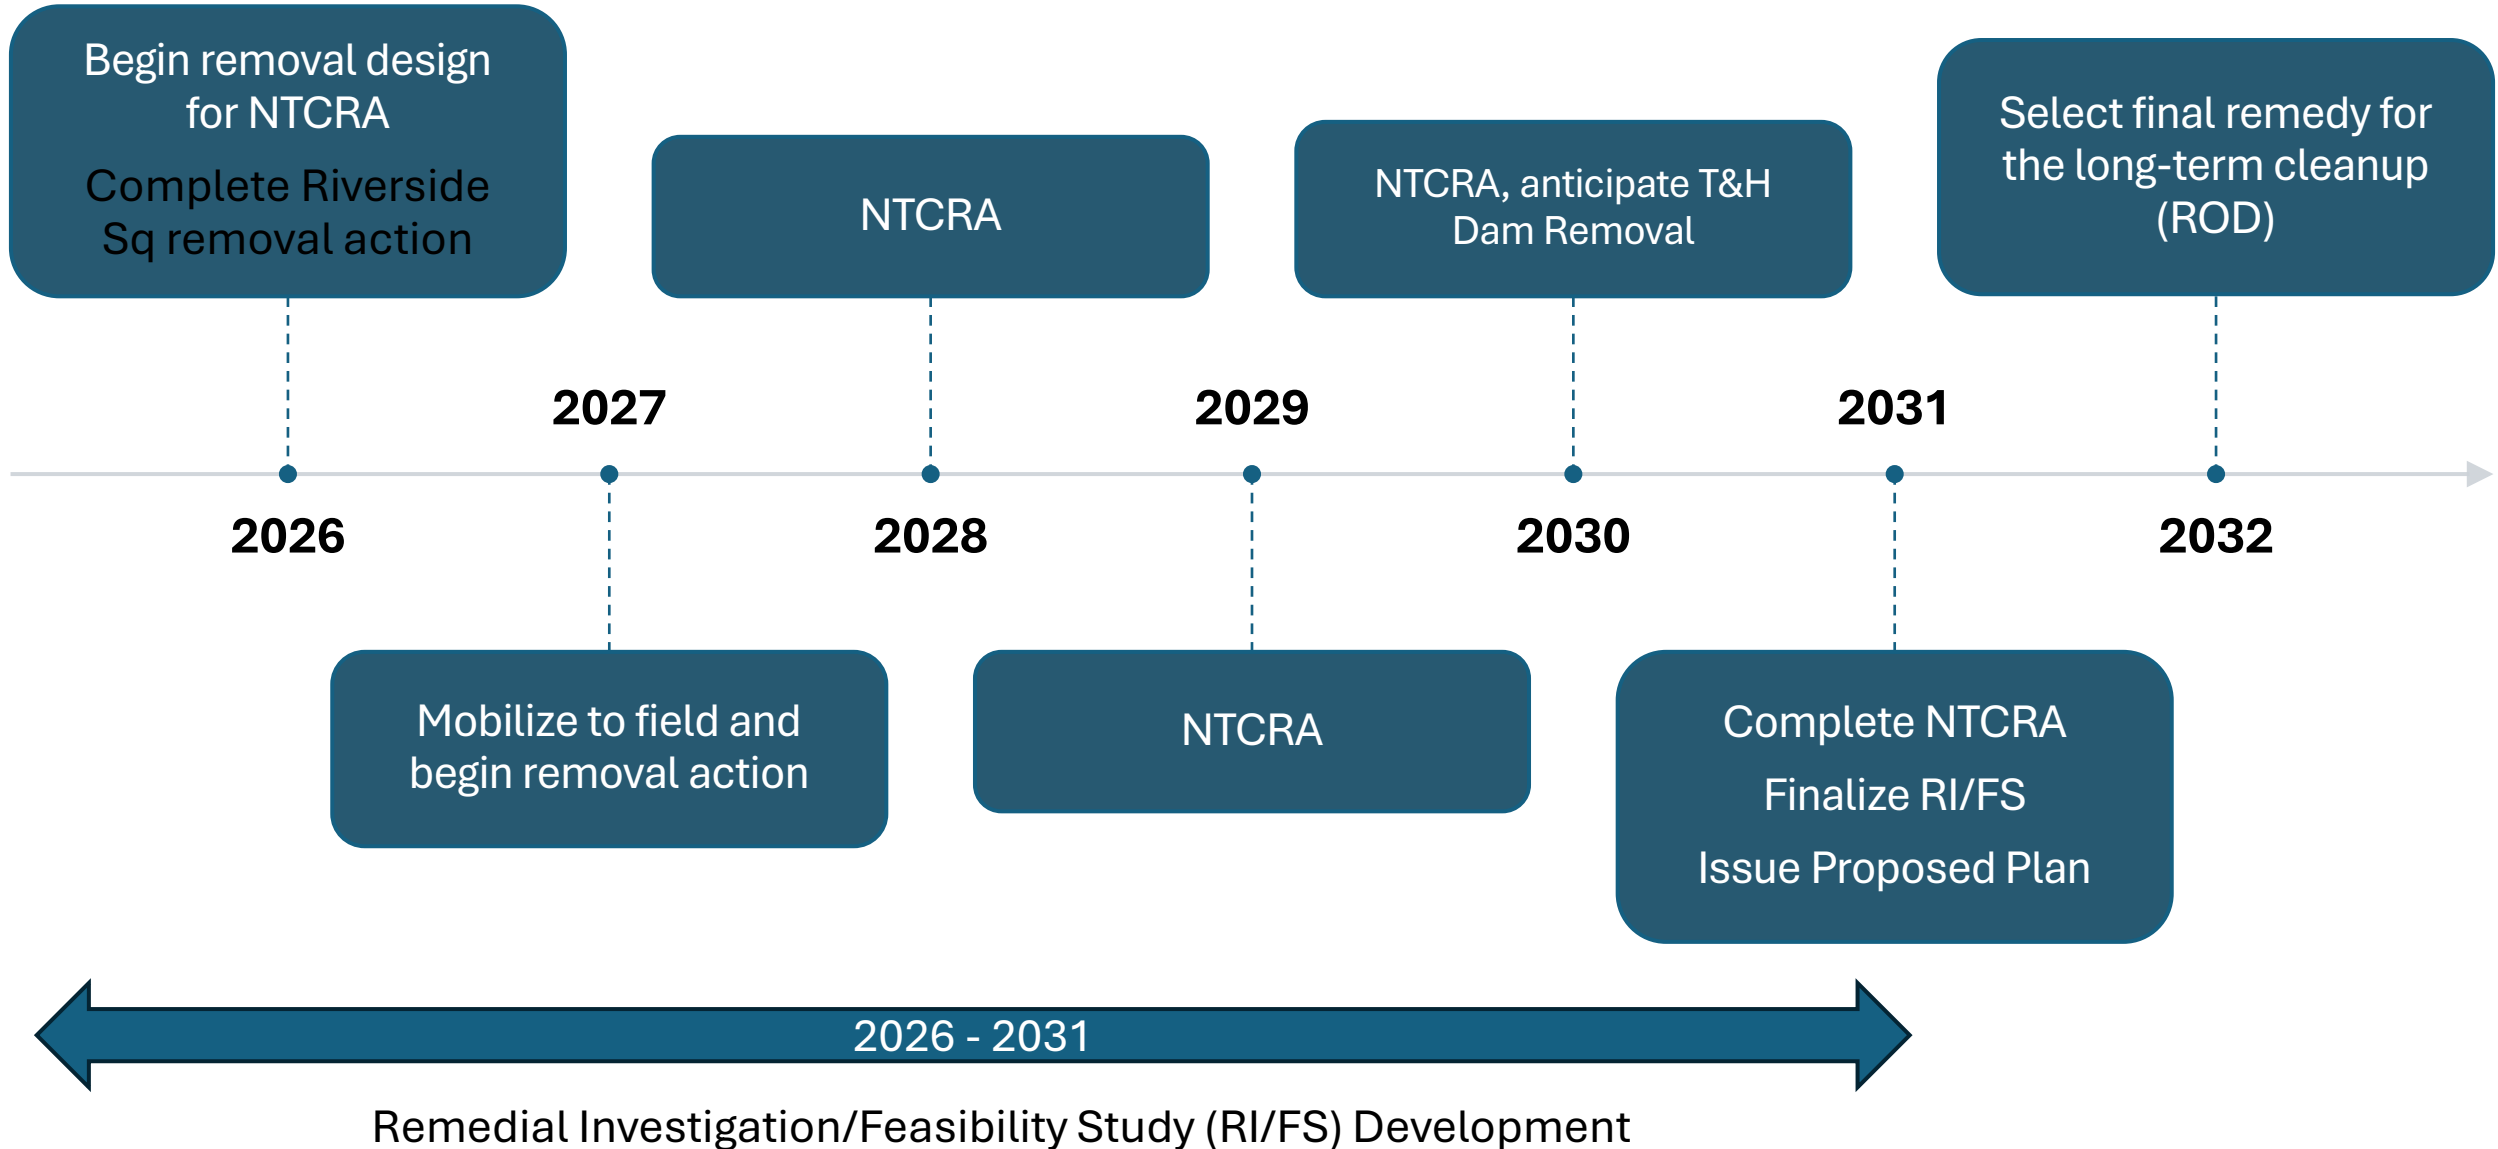 Begin removal design
for NTCRA
Complete Riverside
Sq removal action
NTCRA
NTCRA, anticipate T&H
Dam Removal
Select final remedy for
the long-term cleanup
(ROD)
2027
2029
2031
2026
2028
2030
2032
Mobilize to field and
begin removal action
NTCRA
Complete NTCRA
Finalize RI/FS
Issue Proposed Plan
2026 - 2031
Remedial Investigation/Feasibility Study (RI/FS) Development